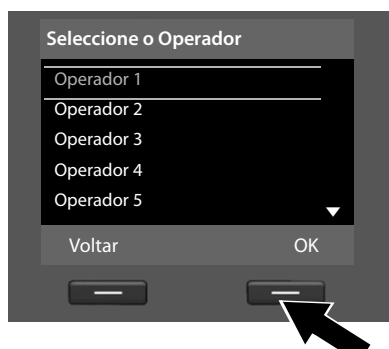 Seleccione o Operador
Operador 1
Operador 2
Operador 3
Operador 4
Operador 5
Voltar OK